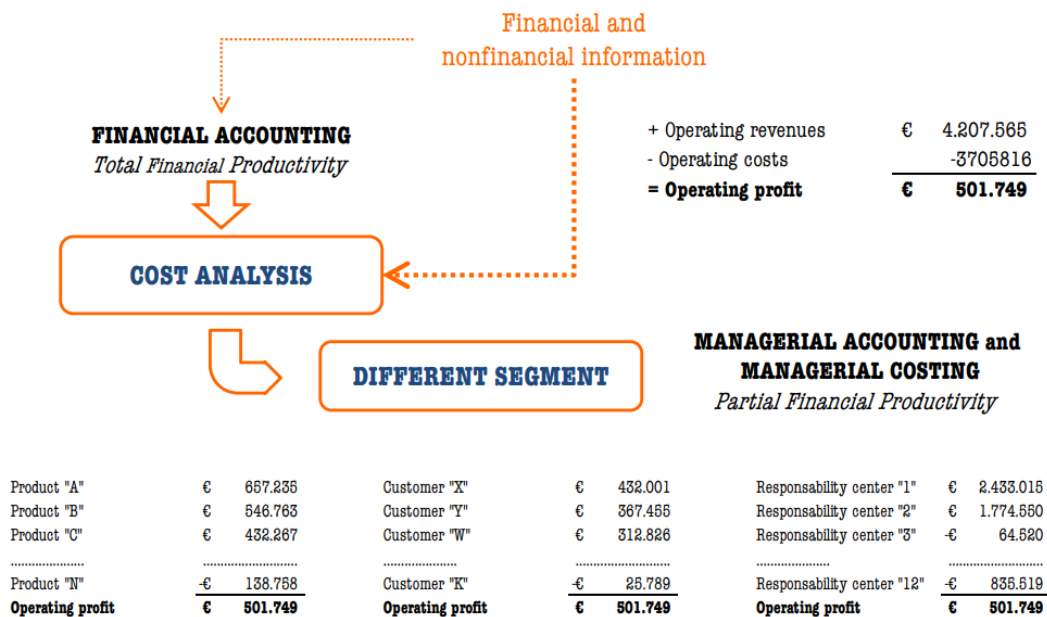 Financial and
nonfinancial information
FINANCIAL ACCOUNTING
Total Financial Productivity
+ Operating revenues € 4.207.565
- Operating costs -3705816
= Operating profit € 501.749
COST ANALYSIS
DIFFERENT SEGMENT
MANAGERIAL ACCOUNTING and
MANAGERIAL COSTING
Partial Financial Productivity
Product "A" € 657.235 Customer "X" € 432.001 Responsability center "1" € 2.433.015
Product "B" € 546.763 Customer "Y" € 367.455 Responsability center "2" € 1.774.550
Product "C" € 432.267 Customer "W" € 312.826 Responsability center "3" -€ 64.520
...................... ............................ ...................... ............................ ...................... ............................
Product "N" -€ 138.758 Customer "K" -€ 25.789 Responsability center "12" -€ 835.519
Operating profit € 501.749 Operating profit € 501.749 Operating profit € 501.749